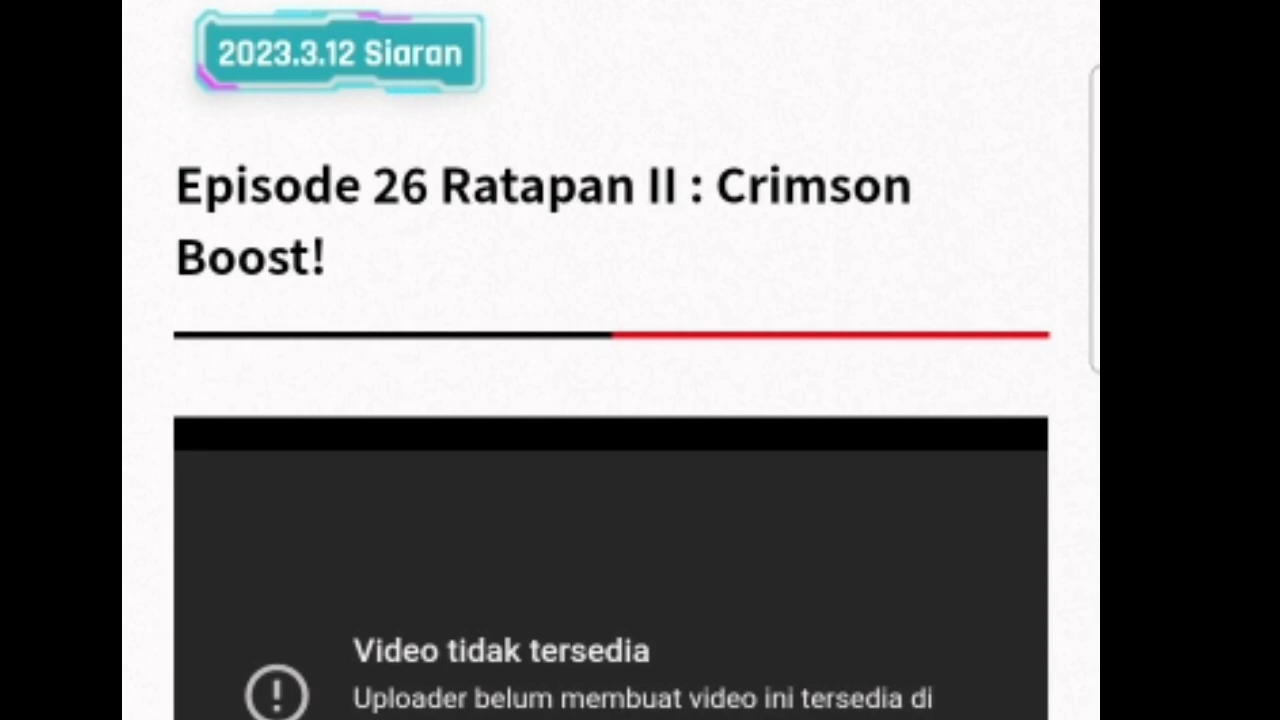 2023.3.12 Siaran
Episode 26 Ratapan II : Crimson
Boost!
Video tidak tersedia
Uploader belum membuat video ini tersedia di